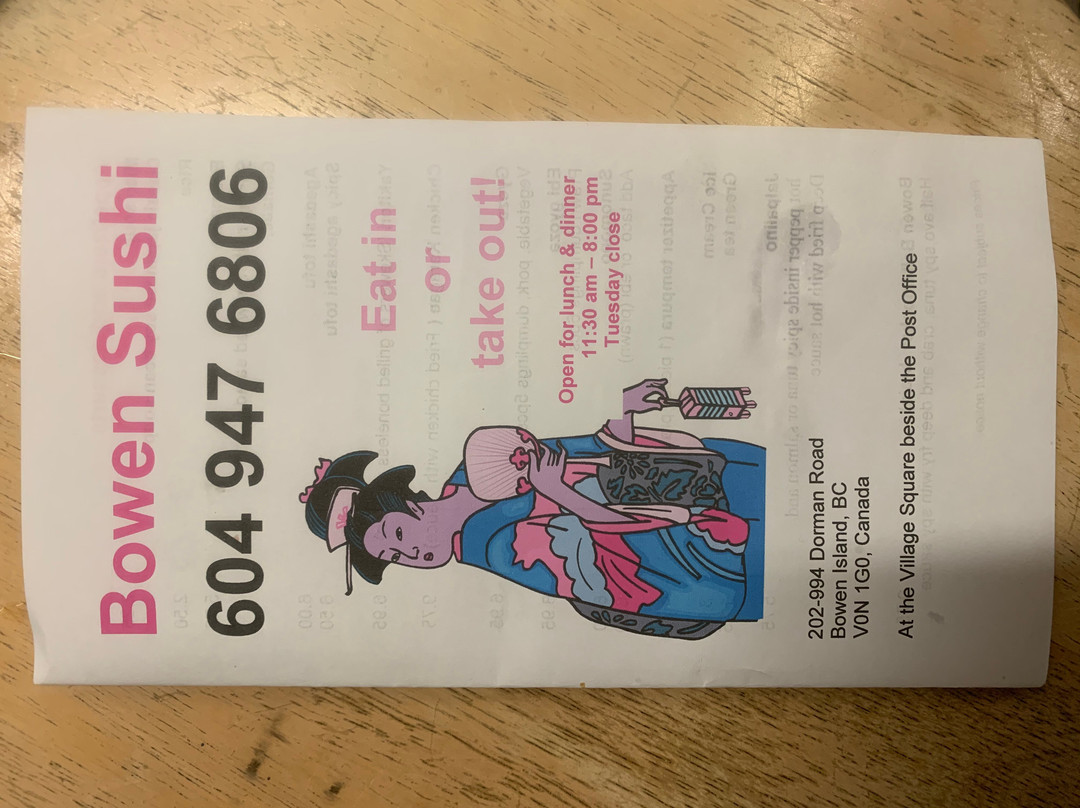 Bowen Sushi
604 947 6806
Eat in
or
take out!
Open for lunch & dinner
11:30 am – 8:00 pm
Tuesday close
202-994 Dorman Road
Bowen Island, BC
V0N 1G0, Canada
At the Village Square beside the Post Office